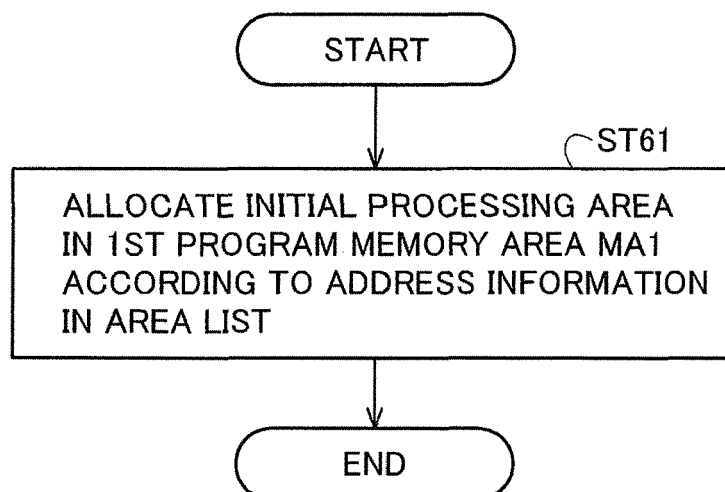 START
ST61
ALLOCATE INITIAL PROCESSING AREA
IN 1ST PROGRAM MEMORY AREA MA1
ACCORDING TO ADDRESS INFORMATION
IN AREA LIST
END